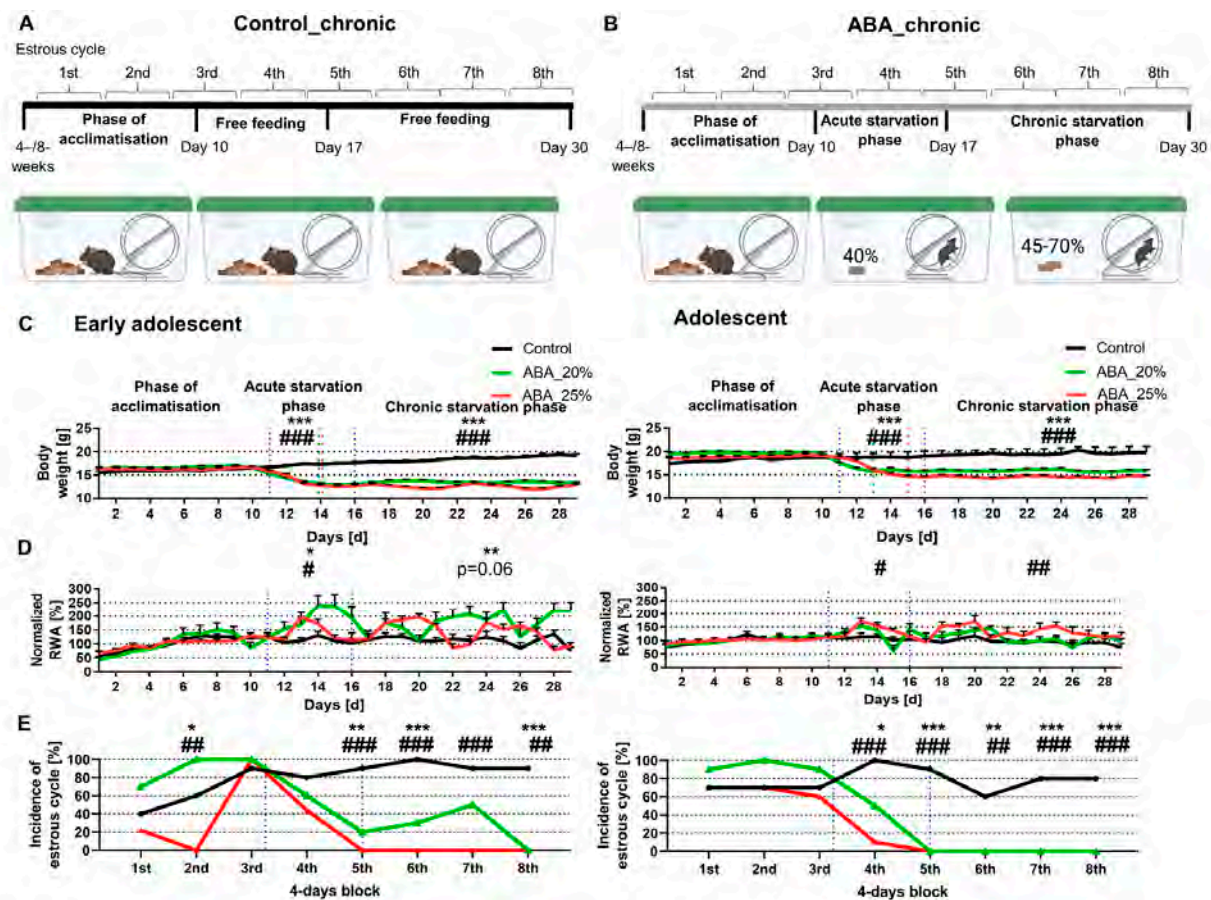 A Control_chronic
Estrous cycle
1st 2nd 3rd 4th 5th 6th 7th 8th
Phase of
acclimatisation
Free feeding
Free feeding
4–/8-
weeks
Day 10
Day 17
Day 30
B ABA_chronic
1st 2nd 3rd 4th 5th 6th 7th 8th
Phase of
acclimatisation
Acute starvation
phase
Chronic starvation
phase
4–/8-
weeks
Day 10
Day 17
Day 30
40%
45-70%
C Early adolescent
Control
ABA_20%
ABA_25%
Phase of
acclimatisation
Acute starvation
phase
Chronic starvation phase
***
###
***
###
Body
weight [g]
25
20
15
10
2 4 6 8 10 12 14 16 18 20 22 24 26 28
Days [d]
Adolescent
Control
ABA_20%
ABA_25%
Phase of
acclimatisation
Acute starvation
phase
Chronic starvation phase
***
###
***
###
Body
weight [g]
25
20
15
10
2 4 6 8 10 12 14 16 18 20 22 24 26 28
Days [d]
D
*
#
**
p=0.06
Normalized
RWA [%]
300
250
200
150
100
50
0
2 4 6 8 10 12 14 16 18 20 22 24 26 28
Days [d]
#
##
Normalized
RWA [%]
300
250
200
150
100
50
0
2 4 6 8 10 12 14 16 18 20 22 24 26 28
Days [d]
E
* ** *** ***
## ### ### ### ##
Incidence of
estrous cycle [%]
100
80
60
40
20
0
1st 2nd 3rd 4th 5th 6th 7th 8th
4-days block
* *** ** *** ***
### ### ## ### ###
Incidence of
estrous cycle [%]
100
80
60
40
20
0
1st 2nd 3rd 4th 5th 6th 7th 8th
4-days block